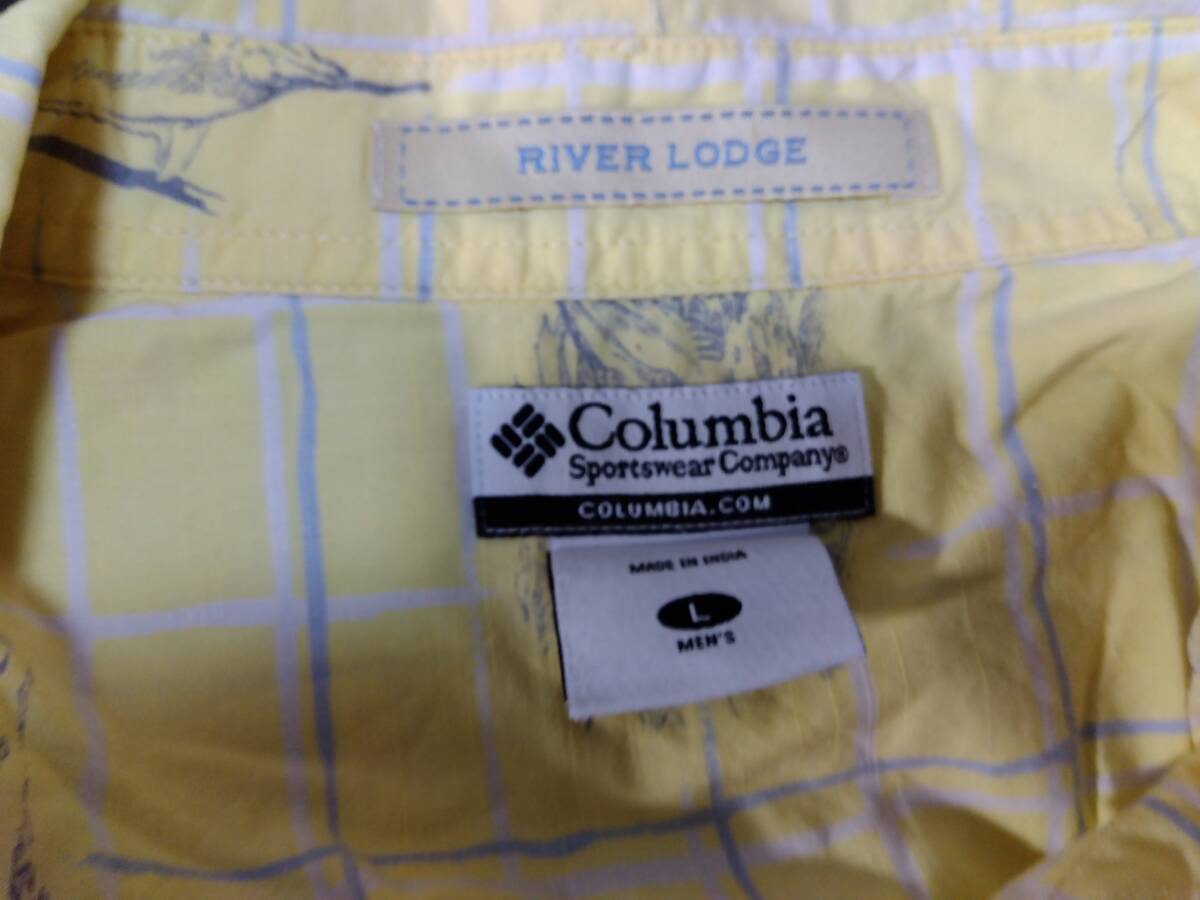 RIVER LODGE
Columbia
Sportswear Company®
COLUMBIA.COM
MADE IN INDIA
L
MEN'S